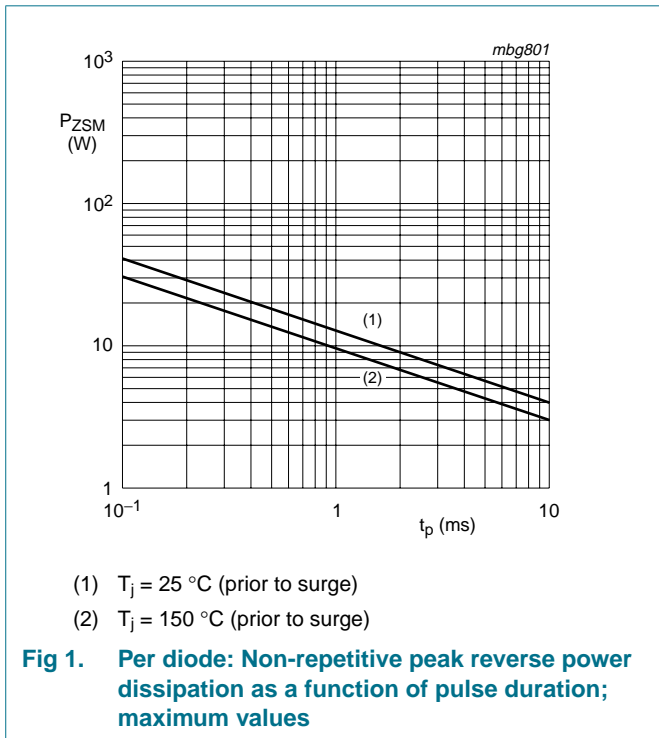 mbg801
10³
P_ZSM
(W)
10²
(1)
10
(2)
1
10⁻¹
1
10
t_p (ms)
(1) T_j = 25 °C (prior to surge)
(2) T_j = 150 °C (prior to surge)
Fig 1. Per diode: Non-repetitive peak reverse power
dissipation as a function of pulse duration;
maximum values